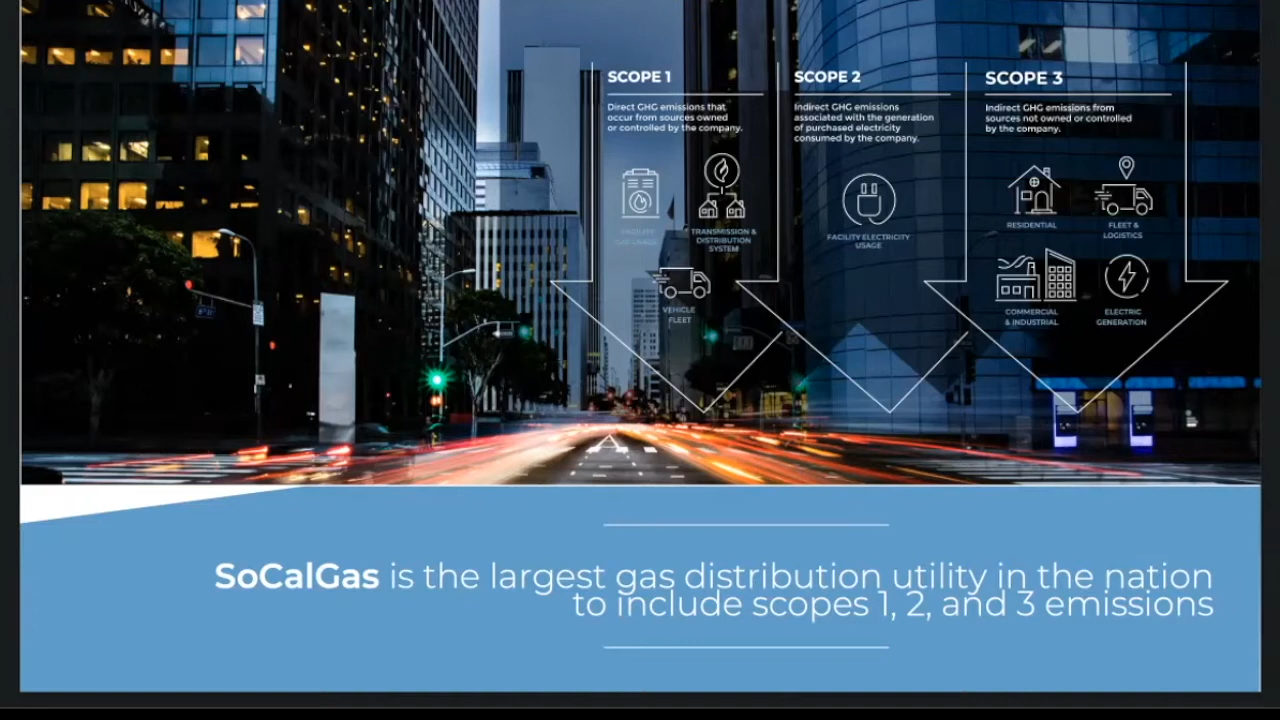 SCOPE 1
Direct GHG emissions that
occur from sources owned
or controlled by the company.
TRANSMISSION &
DISTRIBUTION
SYSTEM
VEHICLE
FLEET
SCOPE 2
Indirect GHG emissions
associated with the generation
of purchased electricity
consumed by the company.
FACILITY ELECTRICITY
USAGE
SCOPE 3
Indirect GHG emissions from
sources not owned or controlled
by the company.
RESIDENTIAL
FLEET &
LOGISTICS
COMMERCIAL
& INDUSTRIAL
ELECTRIC
GENERATION
SoCalGas is the largest gas distribution utility in the nation
to include scopes 1, 2, and 3 emissions